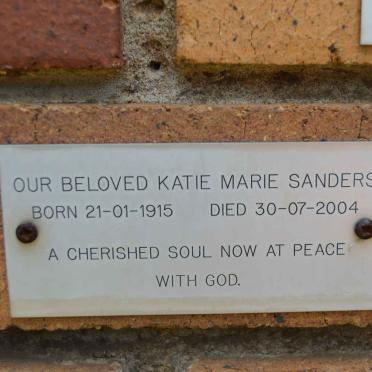 OUR BELOVED KATIE MARIE SANDERS
BORN 21-01-1915 DIED 30-07-2004
A CHERISHED SOUL NOW AT PEACE
WITH GOD.